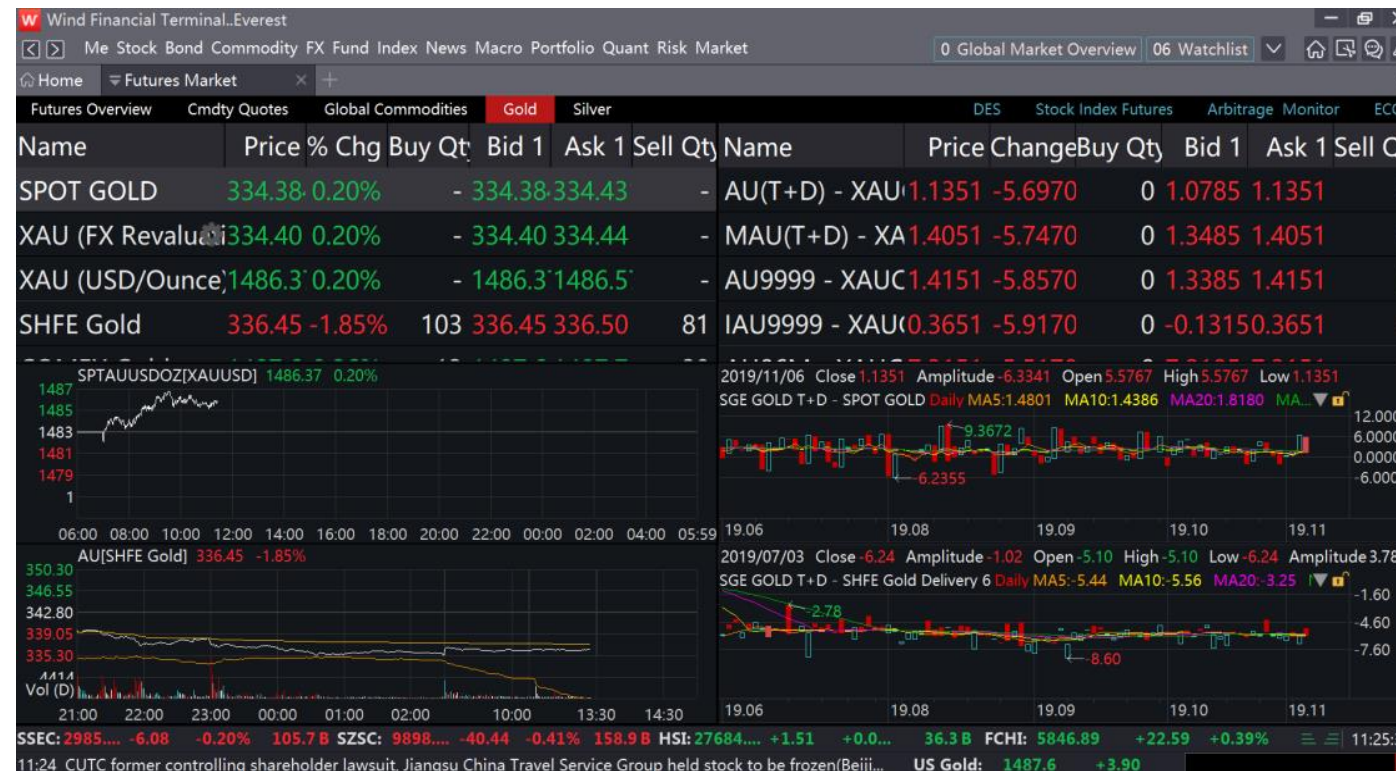 W Wind Financial Terminal..Everest
Me Stock Bond Commodity FX Fund Index News Macro Portfolio Quant Risk Market 0 Global Market Overview 06 Watchlist
Home Futures Market × +
Futures Overview Cmdty Quotes Global Commodities Gold Silver DES Stock Index Futures Arbitrage Monitor ECO
Name Price % Chg Buy Qty Bid 1 Ask 1 Sell Qty Name Price Change Buy Qty Bid 1 Ask 1 Sell Q
SPOT GOLD 334.38 0.20% - 334.38 334.43 - AU(T+D) - XAU 1.1351 -5.6970 0 1.0785 1.1351
XAU (FX Revaluati 334.40 0.20% - 334.40 334.44 - MAU(T+D) - XA 1.4051 -5.7470 0 1.3485 1.4051
XAU (USD/Ounce) 1486.3 0.20% - 1486.3 1486.5 - AU9999 - XAUC 1.4151 -5.8570 0 1.3385 1.4151
SHFE Gold 336.45 -1.85% 103 336.45 336.50 81 IAU9999 - XAU 0.3651 -5.9170 0 -0.1315 0.3651
SPTAUUSDOZ[XAUUSD] 1486.37 0.20%
1487
1485
1483
1481
1479
1
06:00 08:00 10:00 12:00 14:00 16:00 18:00 20:00 22:00 00:00 02:00 04:00 05:59
2019/11/06 Close 1.1351 Amplitude -6.3341 Open 5.5767 High 5.5767 Low 1.1351
SGE GOLD T+D - SPOT GOLD Daily MA5:1.4801 MA10:1.4386 MA20:1.8180 MA...
12.000
9.3672
6.0000
0.0000
-6.2355
-6.000
19.06 19.08 19.09 19.10 19.11
AU[SHFE Gold] 336.45 -1.85%
350.30
346.55
342.80
339.05
335.30
4414
Vol (D)
21:00 22:00 23:00 00:00 01:00 02:00 10:00 13:30 14:30
2019/07/03 Close -6.24 Amplitude -1.02 Open -5.10 High -5.10 Low -6.24 Amplitude 3.78
SGE GOLD T+D - SHFE Gold Delivery 6 Daily MA5:-5.44 MA10:-5.56 MA20:-3.25
-1.60
-2.78
-4.60
-7.60
-8.60
19.06 19.08 19.09 19.10 19.11
SSEC: 2985.... -6.08 -0.20% 105.7 B SZSC: 9898.... -40.44 -0.41% 158.9 B HSI: 27684.... +1.51 +0.0... 36.3 B FCHI: 5846.89 +22.59 +0.39% 11:25:
11:24 CUTC former controlling shareholder lawsuit, Jiangsu China Travel Service Group held stock to be frozen(Beiji... US Gold: 1487.6 +3.90